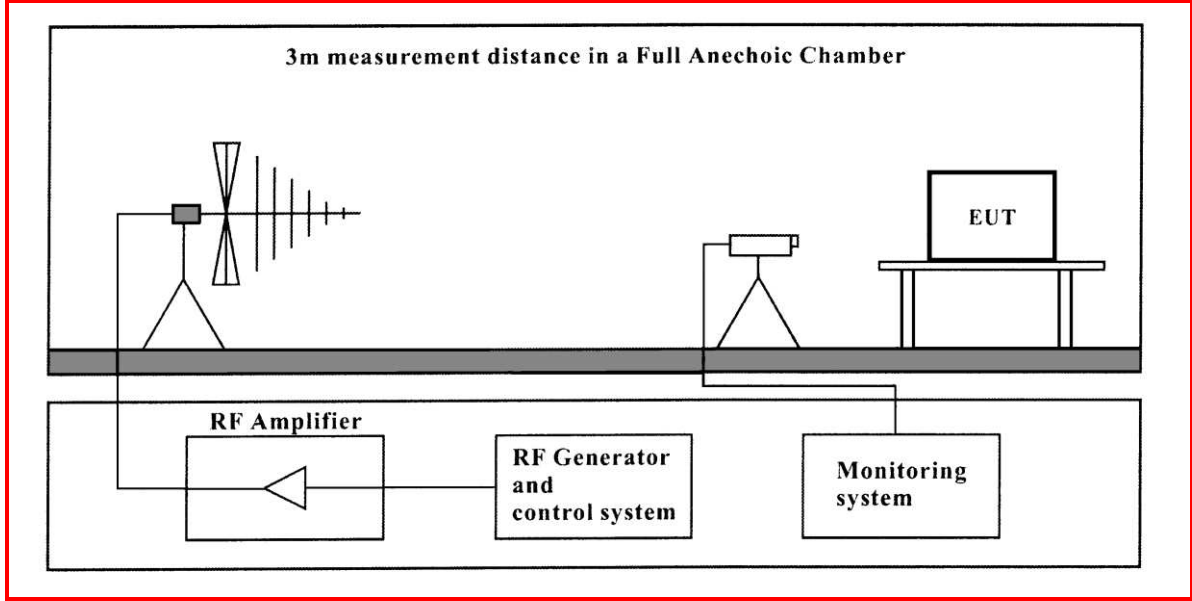 3m measurement distance in a Full Anechoic Chamber
EUT
RF Amplifier
RF Generator
and
control system
Monitoring
system